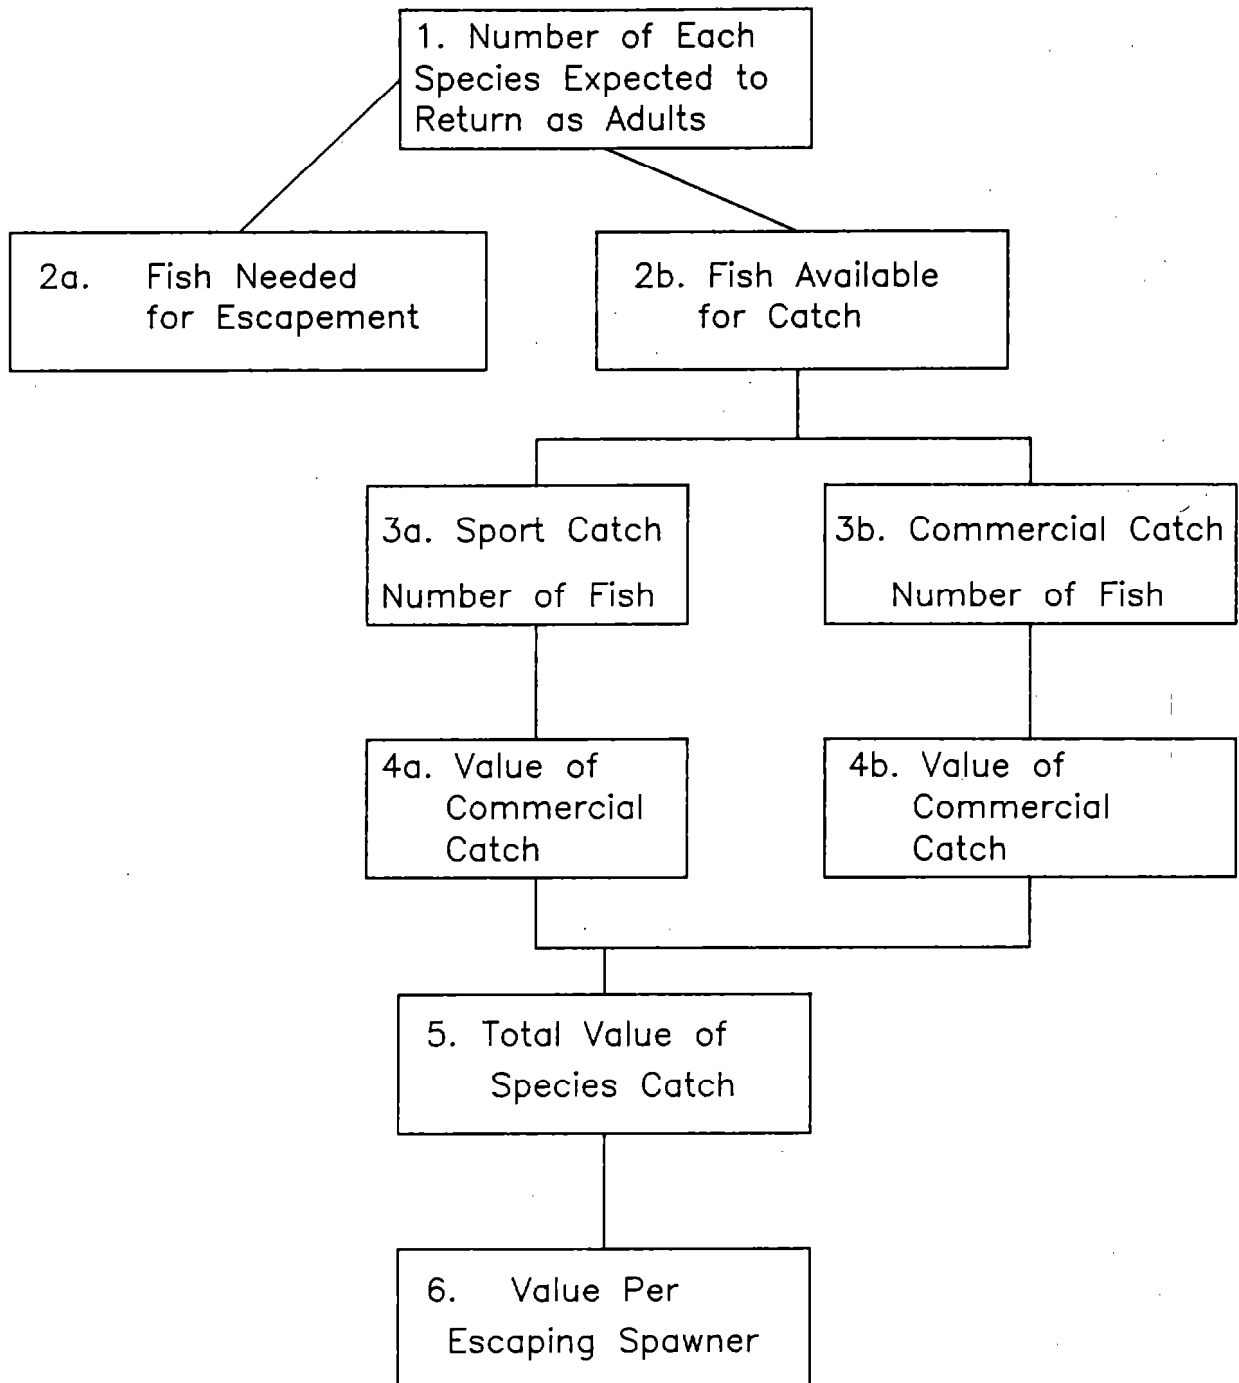 1. Number of Each
Species Expected to
Return as Adults
2a. Fish Needed
for Escapement
2b. Fish Available
for Catch
3a. Sport Catch
Number of Fish
3b. Commercial Catch
Number of Fish
4a. Value of
Commercial
Catch
4b. Value of
Commercial
Catch
5. Total Value of
Species Catch
6. Value Per
Escaping Spawner